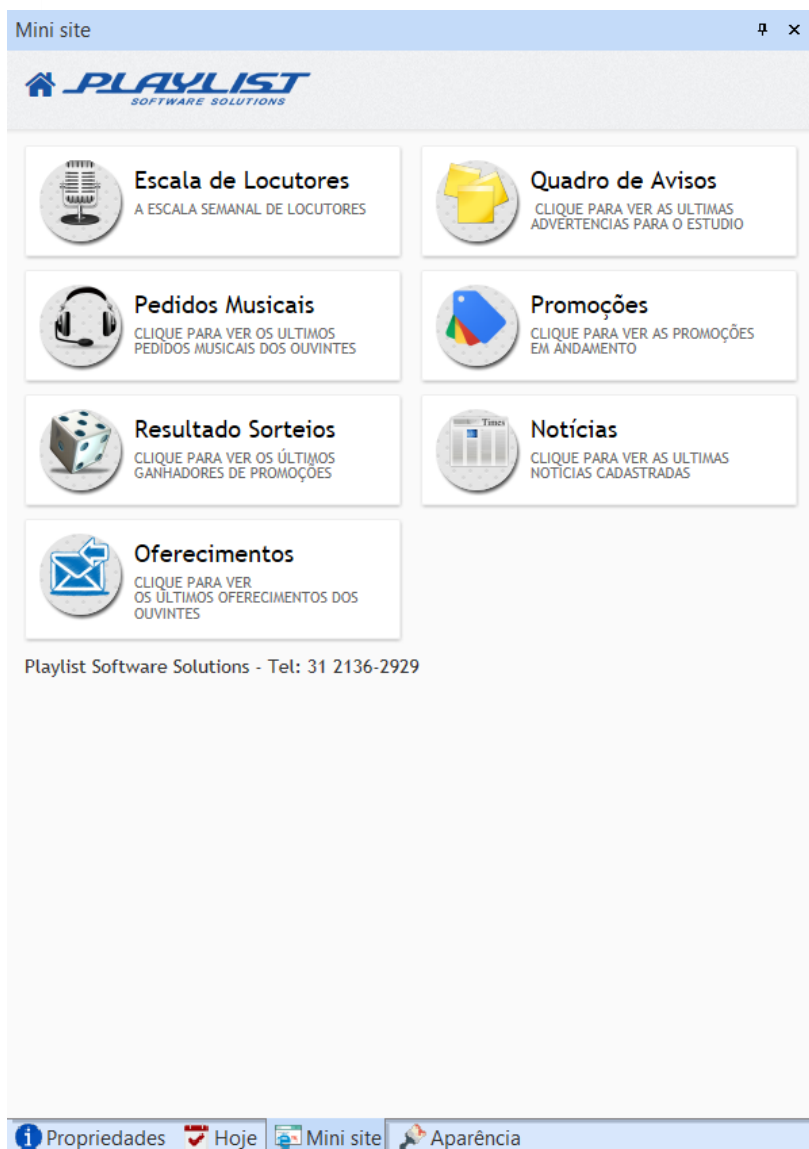 Mini site
PLAYLIST
SOFTWARE SOLUTIONS
Escala de Locutores
A ESCALA SEMANAL DE LOCUTORES
Quadro de Avisos
CLIQUE PARA VER AS ULTIMAS
ADVERTENCIAS PARA O ESTUDIO
Pedidos Musicais
CLIQUE PARA VER OS ULTIMOS
PEDIDOS MUSICAIS DOS OUVINTES
Promoções
CLIQUE PARA VER AS PROMOÇÕES
EM ANDAMENTO
Resultado Sorteios
CLIQUE PARA VER OS ÚLTIMOS
GANHADORES DE PROMOÇÕES
Times
Notícias
CLIQUE PARA VER AS ULTIMAS
NOTÍCIAS CADASTRADAS
Oferecimentos
CLIQUE PARA VER
OS ÚLTIMOS OFERECIMENTOS DOS
OUVINTES
Playlist Software Solutions - Tel: 31 2136-2929
Propriedades Hoje Mini site Aparência